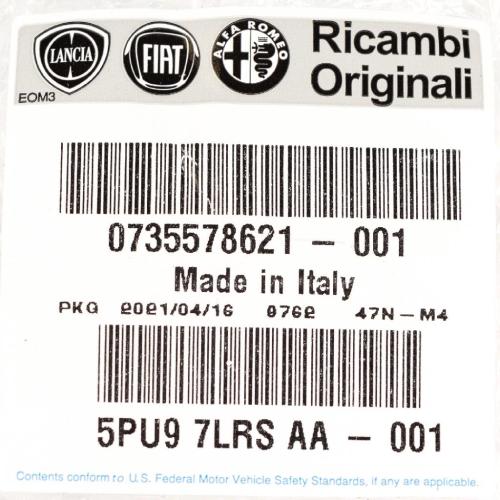 LANCIA FIAT ALFA ROMEO Ricambi
Originali
EOM3
0735578621 - 001
Made in Italy
PKG 2021/04/16 0762 47N-M4
5PU9 7LRS AA - 001
Contents conform to U.S. Federal Motor Vehicle Safety Standards, if any are applicable.